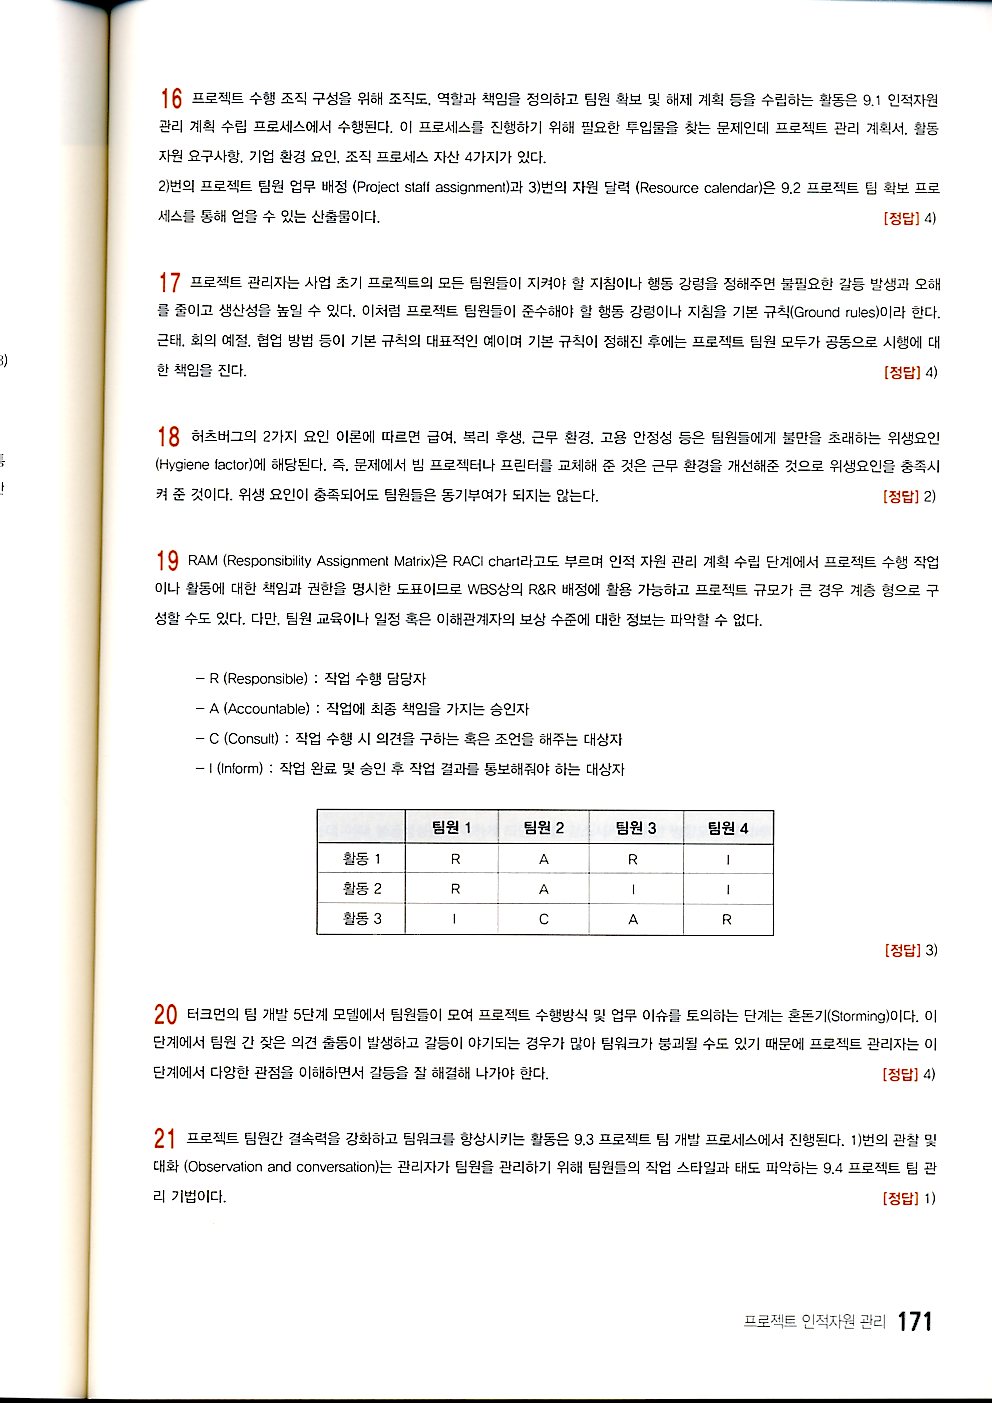 16 프로젝트 수행 조직 구성을 위해 조직도, 역할과 책임을 정의하고 팀원 확보 및 해제 계획 등을 수립하는 활동은 9.1 인적자원
관리 계획 수립 프로세스에서 수행된다. 이 프로세스를 진행하기 위해 필요한 투입물을 찾는 문제인데 프로젝트 관리 계획서, 활동
자원 요구사항, 기업 환경 요인, 조직 프로세스 자산 4가지가 있다.
2)번의 프로젝트 팀원 업무 배정 (Project staff assignment)과 3)번의 자원 달력 (Resource calendar)은 9.2 프로젝트 팀 확보 프로
세스를 통해 얻을 수 있는 산출물이다. [정답] 4)
17 프로젝트 관리자는 사업 초기 프로젝트의 모든 팀원들이 지켜야 할 지침이나 행동 강령을 정해주면 불필요한 갈등 발생과 오해
를 줄이고 생산성을 높일 수 있다. 이처럼 프로젝트 팀원들이 준수해야 할 행동 강령이나 지침을 기본 규칙(Ground rules)이라 한다.
근태, 회의 예절, 협업 방법 등이 기본 규칙의 대표적인 예이며 기본 규칙이 정해진 후에는 프로젝트 팀원 모두가 공동으로 시행에 대
3)
한 책임을 진다. [정답] 4)
18 허츠버그의 2가지 요인 이론에 따르면 급여, 복리 후생, 근무 환경, 고용 안정성 등은 팀원들에게 불만을 초래하는 위생요인
(Hygiene factor)에 해당된다. 즉, 문제에서 빔 프로젝터나 프린터를 교체해 준 것은 근무 환경을 개선해준 것으로 위생요인을 충족시
켜 준 것이다. 위생 요인이 충족되어도 팀원들은 동기부여가 되지는 않는다. [정답] 2)
19 RAM (Responsibility Assignment Matrix)은 RACI chart라고도 부르며 인적 자원 관리 계획 수립 단계에서 프로젝트 수행 작업
이나 활동에 대한 책임과 권한을 명시한 도표이므로 WBS상의 R&R 배정에 활용 가능하고 프로젝트 규모가 큰 경우 계층 형으로 구
성할 수도 있다. 다만, 팀원 교육이나 일정 혹은 이해관계자의 보상 수준에 대한 정보는 파악할 수 없다.
– R (Responsible) : 작업 수행 담당자
– A (Accountable) : 작업에 최종 책임을 가지는 승인자
– C (Consult) : 작업 수행 시 의견을 구하는 혹은 조언을 해주는 대상자
– I (Inform) : 작업 완료 및 승인 후 작업 결과를 통보해줘야 하는 대상자
팀원 1 팀원 2 팀원 3 팀원 4
활동 1 R A R I
활동 2 R A I I
활동 3 I C A R
[정답] 3)
20 터크먼의 팀 개발 5단계 모델에서 팀원들이 모여 프로젝트 수행방식 및 업무 이슈를 토의하는 단계는 혼돈기(Storming)이다. 이
단계에서 팀원 간 잦은 의견 충돌이 발생하고 갈등이 야기되는 경우가 많아 팀워크가 붕괴될 수도 있기 때문에 프로젝트 관리자는 이
단계에서 다양한 관점을 이해하면서 갈등을 잘 해결해 나가야 한다. [정답] 4)
21 프로젝트 팀원간 결속력을 강화하고 팀워크를 향상시키는 활동은 9.3 프로젝트 팀 개발 프로세스에서 진행된다. 1)번의 관찰 및
대화 (Observation and conversation)는 관리자가 팀원을 관리하기 위해 팀원들의 작업 스타일과 태도 파악하는 9.4 프로젝트 팀 관
리 기법이다. [정답] 1)
프로젝트 인적자원 관리 171